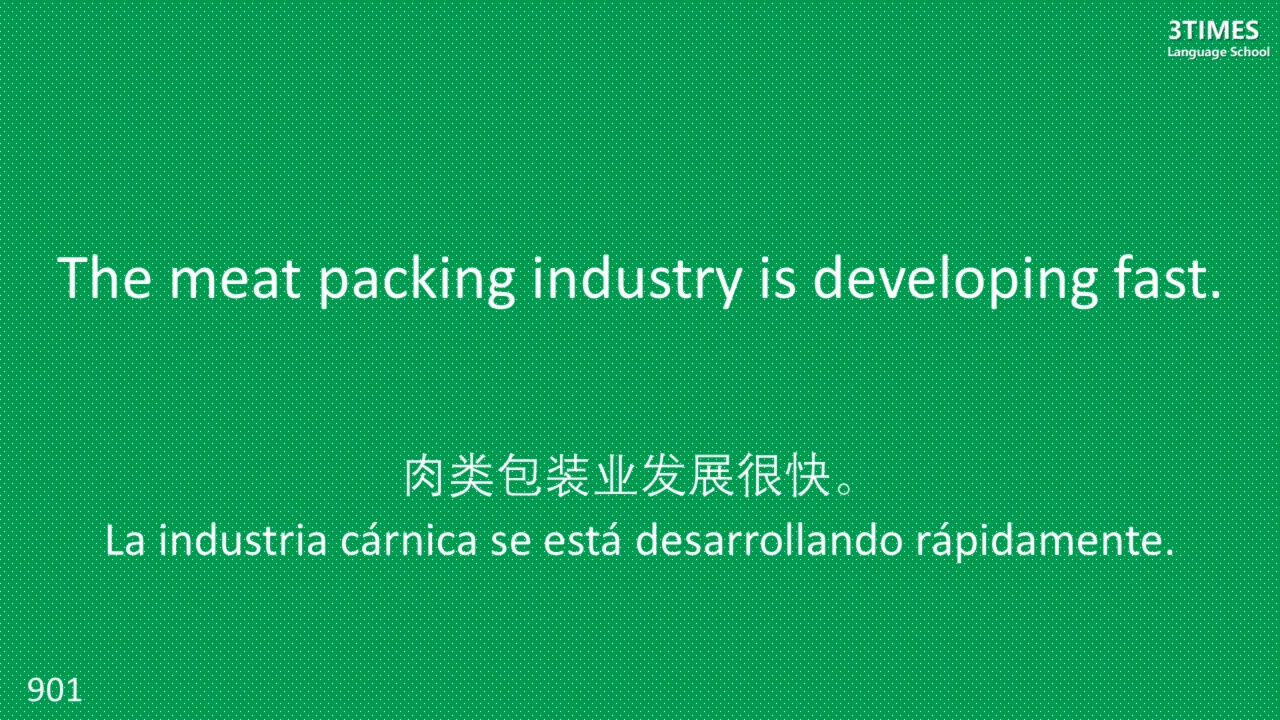 3TIMES
Language School
The meat packing industry is developing fast.
肉类包装业发展很快。
La industria cárnica se está desarrollando rápidamente.
901